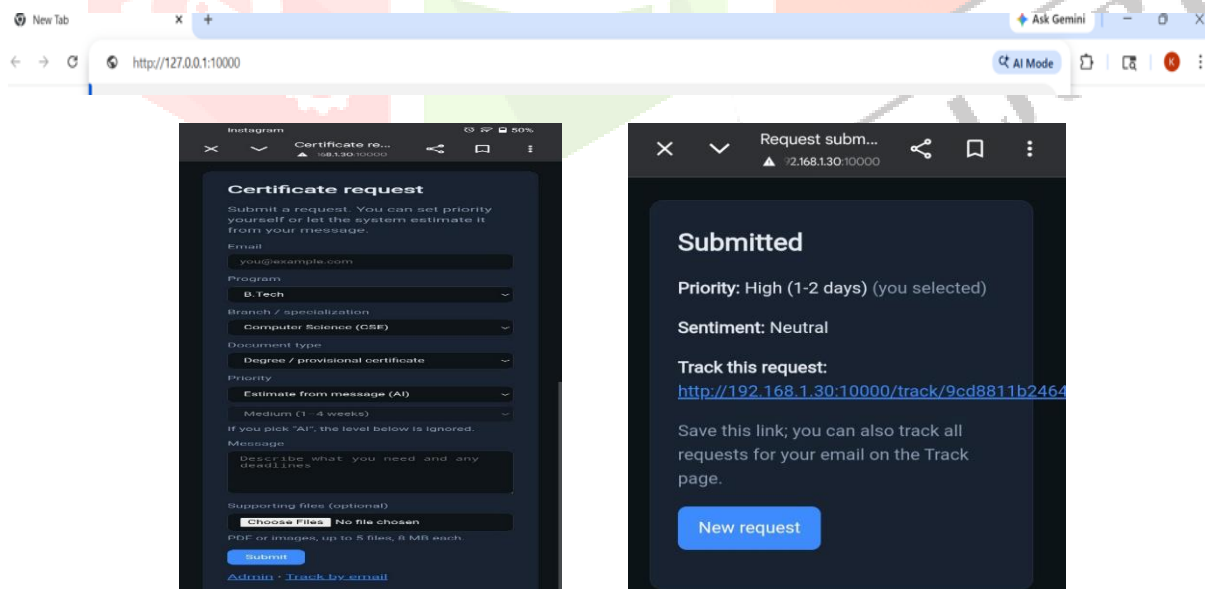 New Tab
Ask Gemini
http://127.0.0.1:10000
AI Mode
K
Instagram
50%
Certificate re...
168.1.30:10000
Certificate request
Submit a request. You can set priority
yourself or let the system estimate it
from your message.
Email
you@example.com
Program
B.Tech
Branch / specialization
Computer Science (CSE)
Document type
Degree / provisional certificate
Priority
Estimate from message (AI)
Medium (1–4 weeks)
If you pick "AI", the level below is ignored.
Message
Describe what you need and any
deadlines
Supporting files (optional)
Choose Files No file chosen
PDF or images, up to 5 files, 8 MB each.
Submit
Admin · Track by email
Request subm...
92.168.1.30:10000
Submitted
Priority: High (1-2 days) (you selected)
Sentiment: Neutral
Track this request:
http://192.168.1.30:10000/track/9cd8811b2464
Save this link; you can also track all
requests for your email on the Track
page.
New request